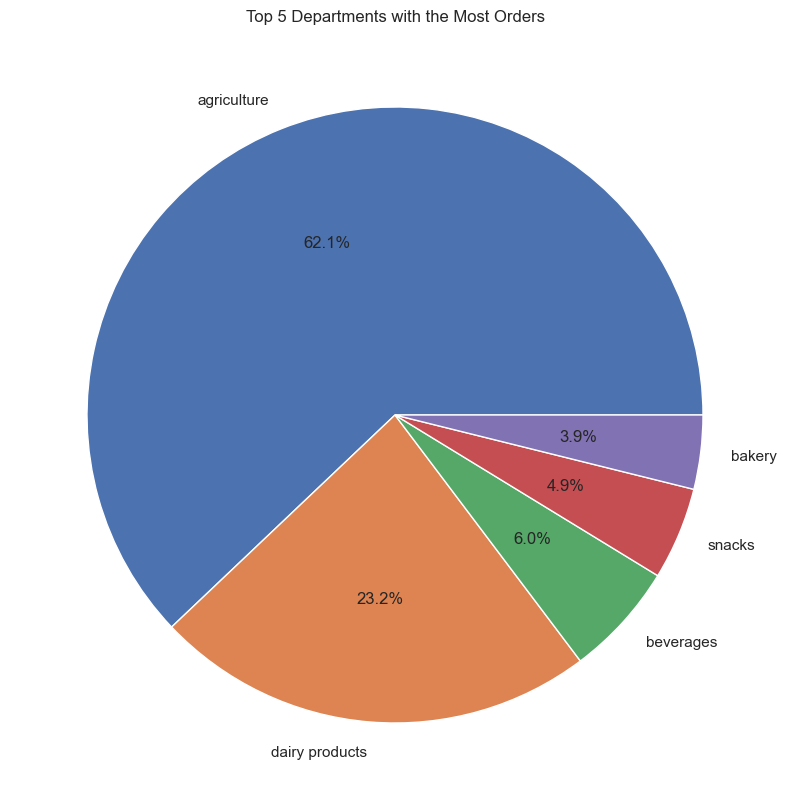 Top 5 Departments with the Most Orders
agriculture
62.1%
3.9%
bakery
4.9%
snacks
6.0%
23.2%
beverages
dairy products